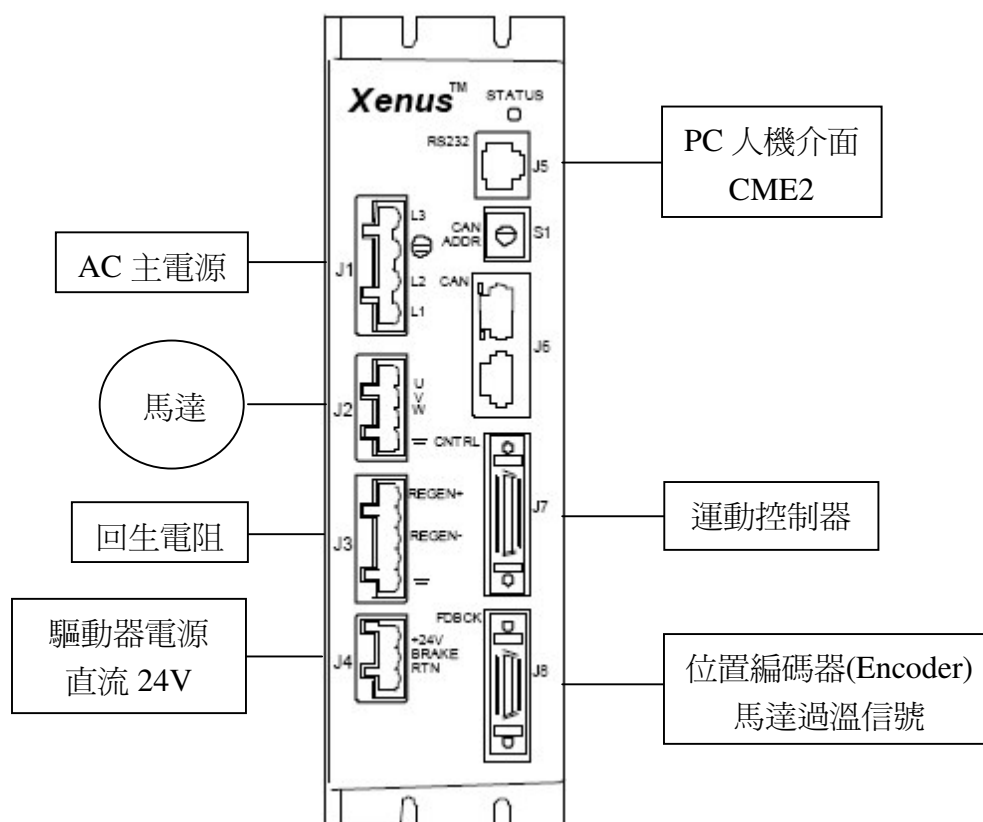 Xenus™
STATUS
RS232
J5
PC 人機介面
CME2
L3
CAN
ADDR
S1
AC 主電源
J1
L2
L1
CAN
J6
馬達
J2
U
V
W
CNTRL
REGEN+
J7
運動控制器
回生電阻
J3
REGEN-
FDBCK
驅動器電源
直流 24V
J4
+24V
BRAKE
RTN
J8
位置編碼器(Encoder)
馬達過溫信號